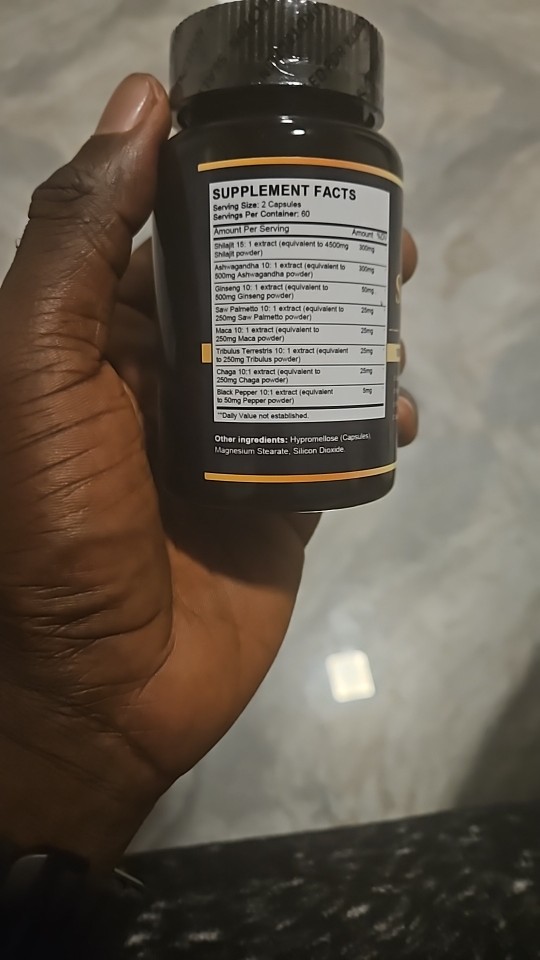 SUPPLEMENT FACTS
Serving Size: 2 Capsules
Servings Per Container: 60
Amount Per Serving Amount %DV
Shilajit 15: 1 extract (equivalent to 4500mg 300mg
Shilajit powder)
Ashwagandha 10: 1 extract (equivalent to 300mg
500mg Ashwagandha powder)
Ginseng 10: 1 extract (equivalent to 50mg
500mg Ginseng powder)
Saw Palmetto 10: 1 extract (equivalent to 25mg
250mg Saw Palmetto powder)
Maca 10: 1 extract (equivalent to 25mg
250mg Maca powder)
Tribulus Terrestris 10: 1 extract (equivalent 25mg
to 250mg Tribulus powder)
Chaga 10:1 extract (equivalent to 25mg
250mg Chaga powder)
Black Pepper 10:1 extract (equivalent 5mg
to 50mg Pepper powder)
**Daily Value not established.
Other ingredients: Hypromellose (Capsules),
Magnesium Stearate, Silicon Dioxide.